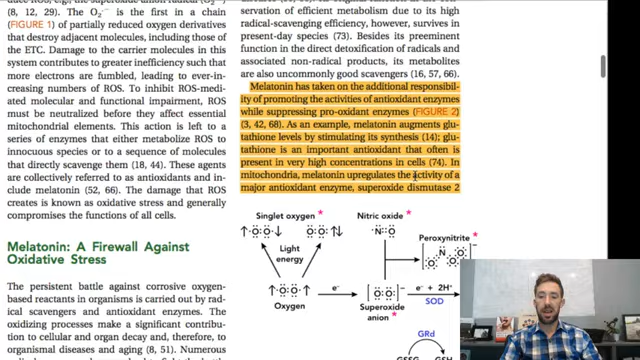 (8, 12, 29). The O₂·⁻ is the first in a chain
(FIGURE 1) of partially reduced oxygen derivatives
that destroy adjacent molecules, including those of
the ETC. Damage to the carrier molecules in this
system contributes to greater inefficiency such that
more electrons are fumbled, leading to ever-in-
creasing numbers of ROS. To inhibit ROS-medi-
ated molecular and functional impairment, ROS
must be neutralized before they affect essential
mitochondrial elements. This action is left to a
series of enzymes that either metabolize ROS to
innocuous species or to a sequence of molecules
that directly scavenge them (18, 44). These agents
are collectively referred to as antioxidants and in-
clude melatonin (52, 66). The damage that ROS
creates is known as oxidative stress and generally
compromises the functions of all cells.
Melatonin: A Firewall Against
Oxidative Stress
The persistent battle against corrosive oxygen-
based reactants in organisms is carried out by rad-
ical scavengers and antioxidant enzymes. The
oxidizing processes make a significant contribu-
tion to cellular and organ decay and, therefore, to
organismal diseases and aging (8, 51). Numerous
servation of efficient metabolism due to its high
radical-scavenging efficiency, however, survives in
present-day species (73). Besides its preeminent
function in the direct detoxification of radicals and
associated non-radical products, its metabolites
are also uncommonly good scavengers (16, 57, 66).
Melatonin has taken on the additional responsibil-
ity of promoting the activities of antioxidant enzymes
while suppressing pro-oxidant enzymes (FIGURE 2)
(3, 42, 68). As an example, melatonin augments glu-
tathione levels by stimulating its synthesis (14); glu-
tathione is an important antioxidant that often is
present in very high concentrations in cells (74). In
mitochondria, melatonin upregulates the activity of a
major antioxidant enzyme, superoxide dismutase 2
Singlet oxygen *
Nitric oxide *
Peroxynitrite *
Light
energy
Oxygen
e⁻
Superoxide
anion *
e⁻ + 2H⁺
SOD
GRd
GSSG
GSH